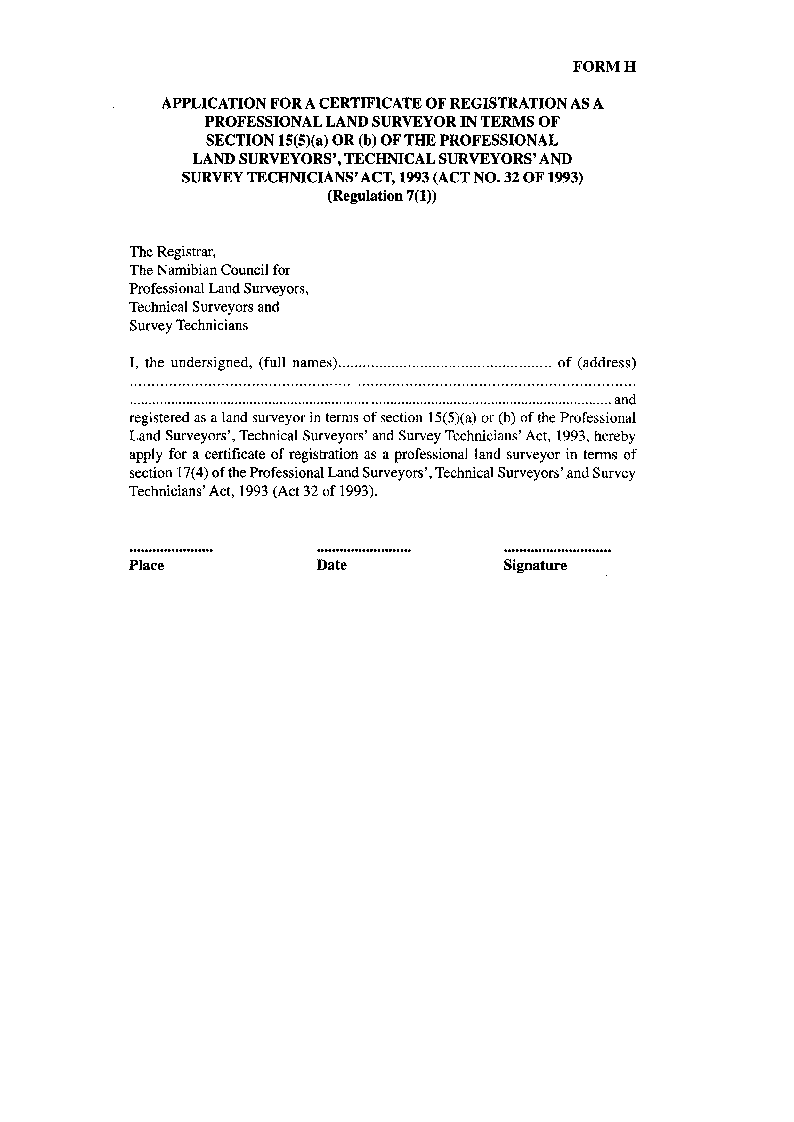 FORM H
APPLICATION FOR A CERTIFICATE OF REGISTRATION AS A
PROFESSIONAL LAND SURVEYOR IN TERMS OF
SECTION 15(5)(a) OR (b) OF THE PROFESSIONAL
LAND SURVEYORS', TECHNICAL SURVEYORS' AND
SURVEY TECHNICIANS' ACT, 1993 (ACT NO. 32 OF 1993)
(Regulation 7(1))
The Registrar,
The Namibian Council for
Professional Land Surveyors,
Technical Surveyors and
Survey Technicians
I, the undersigned, (full names).................................................... of (address)
............................................................................................................................
...................................................................................................................... and
registered as a land surveyor in terms of section 15(5)(a) or (b) of the Professional
Land Surveyors', Technical Surveyors' and Survey Technicians' Act, 1993, hereby
apply for a certificate of registration as a professional land surveyor in terms of
section 17(4) of the Professional Land Surveyors', Technical Surveyors' and Survey
Technicians' Act, 1993 (Act 32 of 1993).
...................... ......................... ............................
Place Date Signature